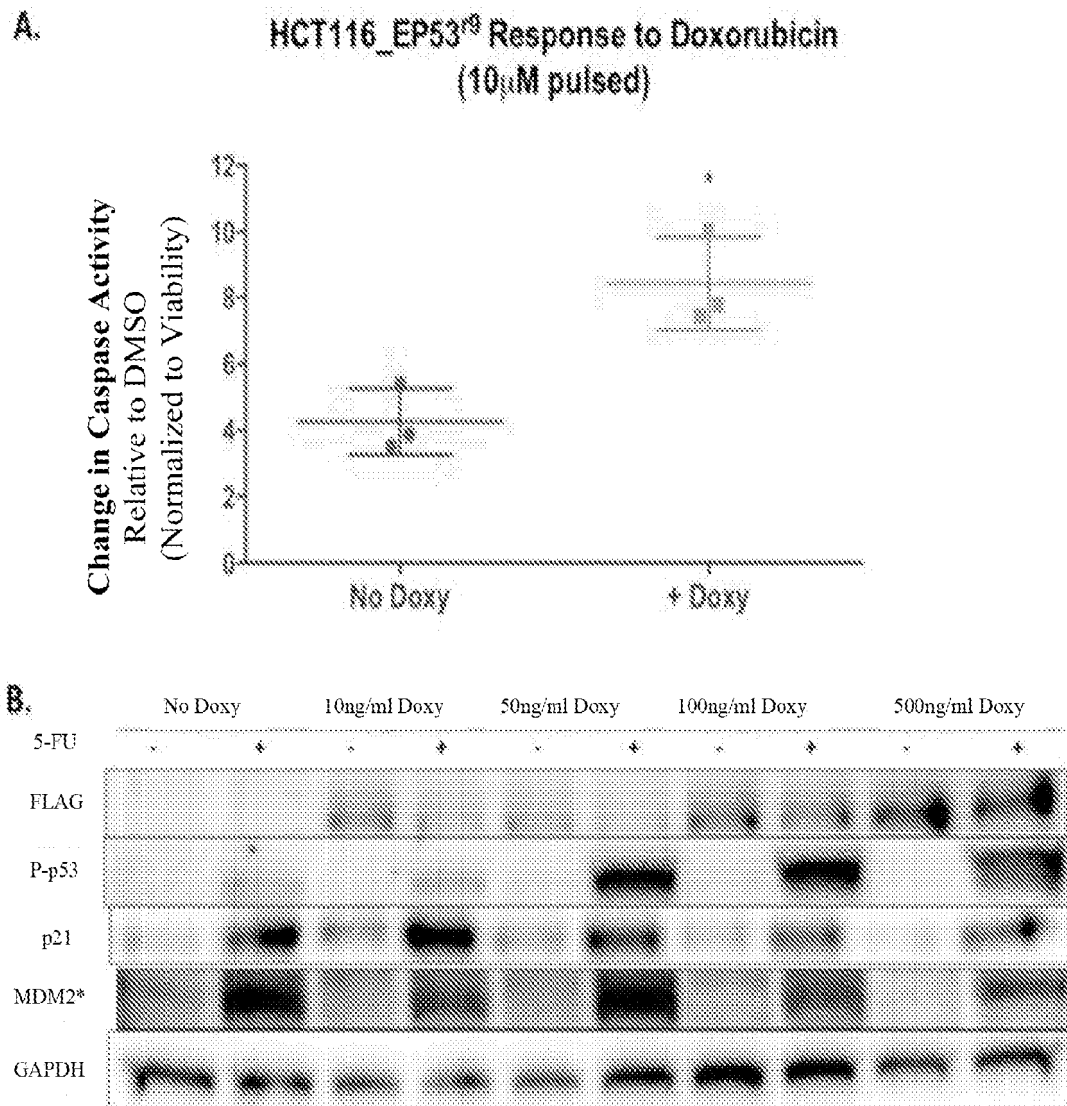 A.
HCT116_EP53r9 Response to Doxorubicin
(10µM pulsed)
Change in Caspase Activity
Relative to DMSO
(Normalized to Viability)
12
10
8
6
4
2
0
No Doxy
+ Doxy
B.
No Doxy 10ng/ml Doxy 50ng/ml Doxy 100ng/ml Doxy 500ng/ml Doxy
5-FU - + - + - + - + - +
FLAG
P-p53
p21
MDM2*
GAPDH